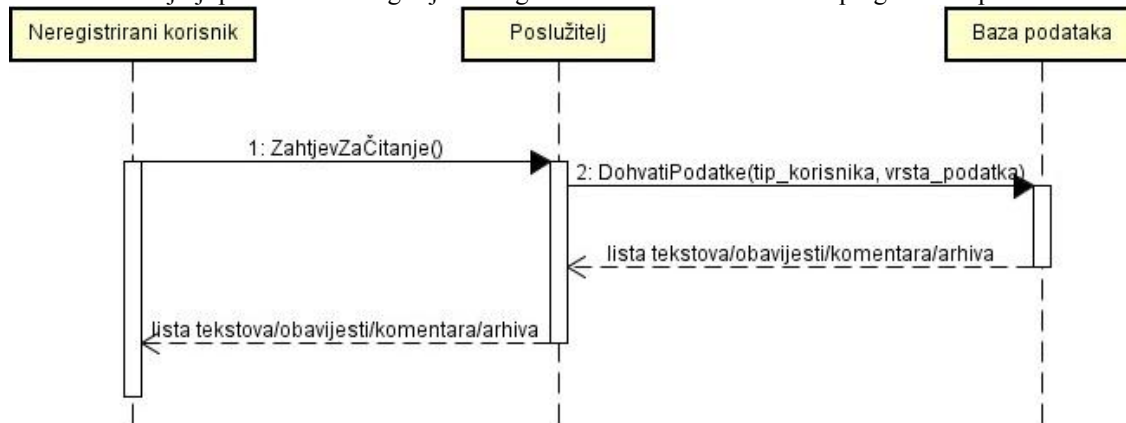 Neregistrirani korisnik
Poslužitelj
Baza podataka
1: ZahtjevZaČitanje()
2: DohvatiPodatke(tip_korisnika, vrsta_podatka)
lista tekstova/obavijesti/komentara/arhiva
lista tekstova/obavijesti/komentara/arhiva